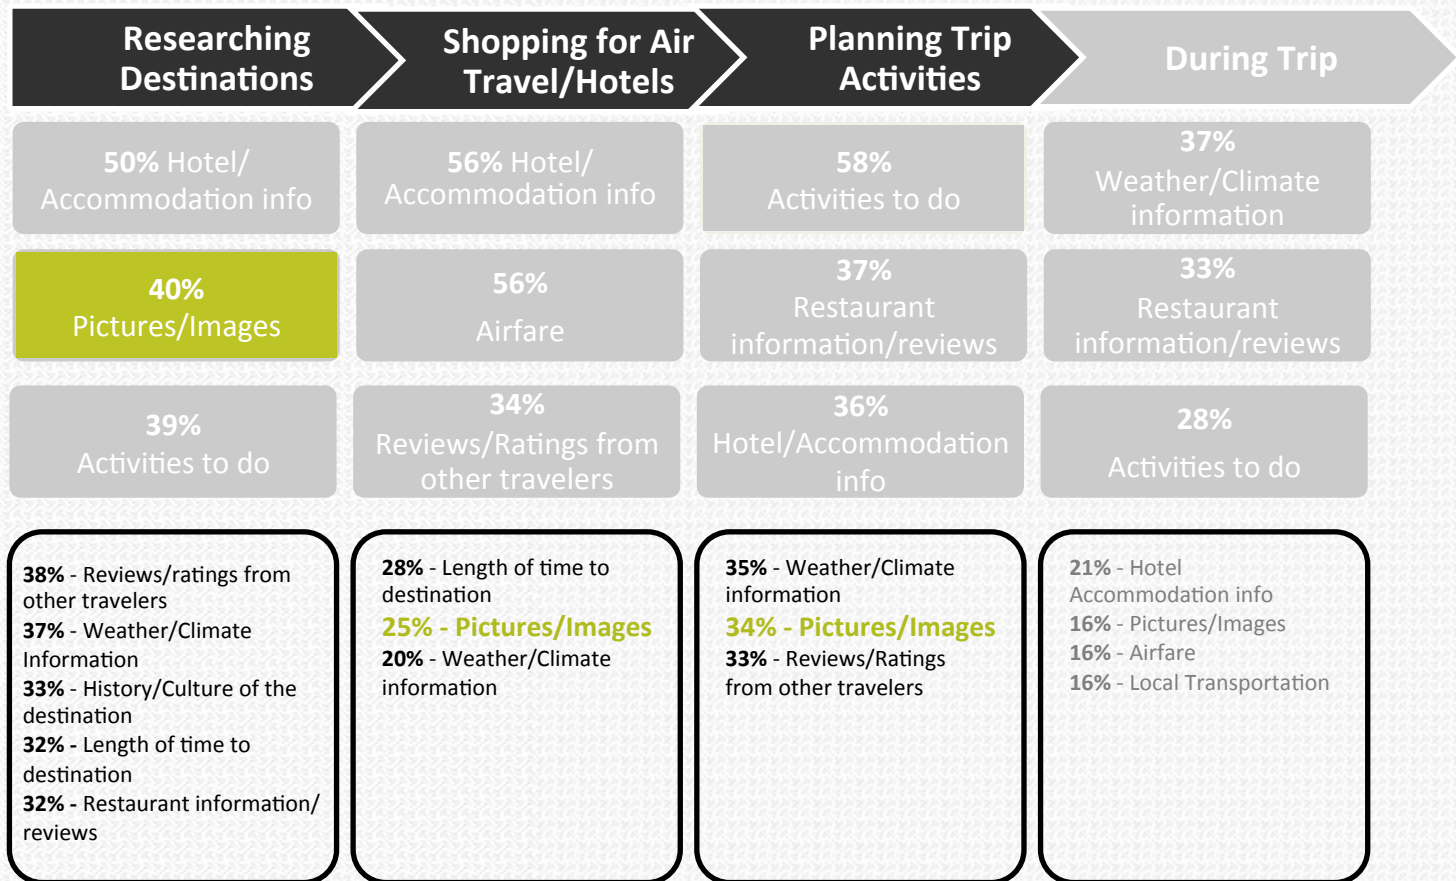 Researching
Destinations
Shopping for Air
Travel/Hotels
Planning Trip
Activities
During Trip
50% Hotel/
Accommodation info
56% Hotel/
Accommodation info
58%
Activities to do
37%
Weather/Climate
information
40%
Pictures/Images
56%
Airfare
37%
Restaurant
information/reviews
33%
Restaurant
information/reviews
39%
Activities to do
34%
Reviews/Ratings from
other travelers
36%
Hotel/Accommodation
info
28%
Activities to do
38% - Reviews/ratings from
other travelers
37% - Weather/Climate
Information
33% - History/Culture of the
destination
32% - Length of time to
destination
32% - Restaurant information/
reviews
28% - Length of time to
destination
25% - Pictures/Images
20% - Weather/Climate
information
35% - Weather/Climate
information
34% - Pictures/Images
33% - Reviews/Ratings
from other travelers
21% - Hotel
Accommodation info
16% - Pictures/Images
16% - Airfare
16% - Local Transportation